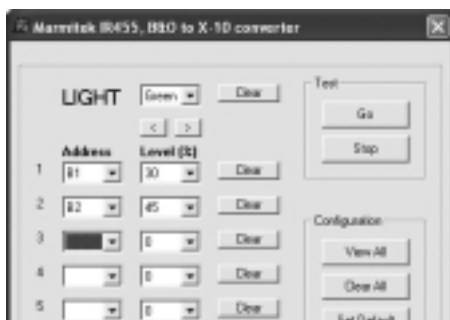 Marmitek IR455, B&O to X-10 converter
LIGHT Green Clear
< >
Address Level (%)
1 B1 30 Clear
2 B2 45 Clear
3 0 Clear
4 0 Clear
5 0 Clear
Test
Go
Stop
Configuration
View All
Clear All
Set Default